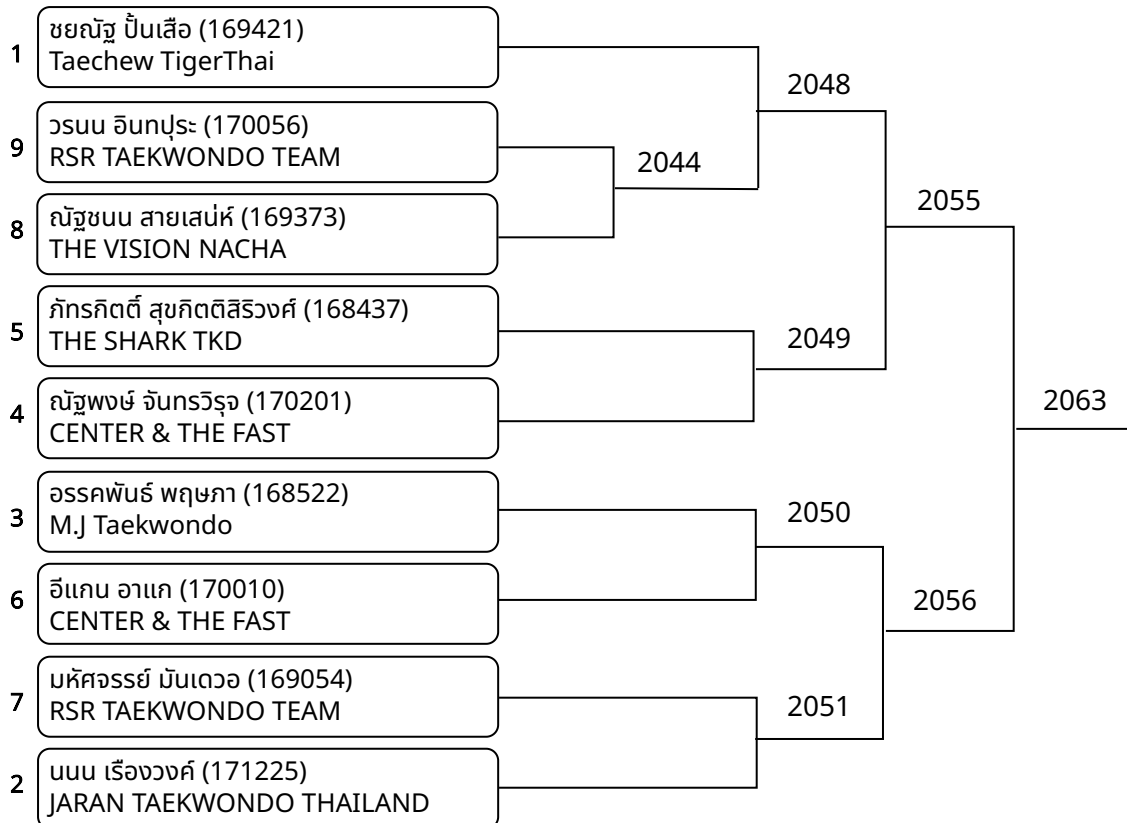 1
ชยณัฐ ปั้นเสือ (169421)
Taechew TigerThai
9
วรนน อินทปุระ (170056)
RSR TAEKWONDO TEAM
8
ณัฐชนน สายเสน่ห์ (169373)
THE VISION NACHA
5
ภัทรกิตติ์ สุขกิตติสิริวงศ์ (168437)
THE SHARK TKD
4
ณัฐพงษ์ จันทรวิรุจ (170201)
CENTER & THE FAST
3
อรรคพันธ์ พฤษภา (168522)
M.J Taekwondo
6
อีแกน อาแก (170010)
CENTER & THE FAST
7
มหัศจรรย์ มันเดวอ (169054)
RSR TAEKWONDO TEAM
2
นนน เรืองวงค์ (171225)
JARAN TAEKWONDO THAILAND
2044
2048
2049
2050
2051
2055
2056
2063